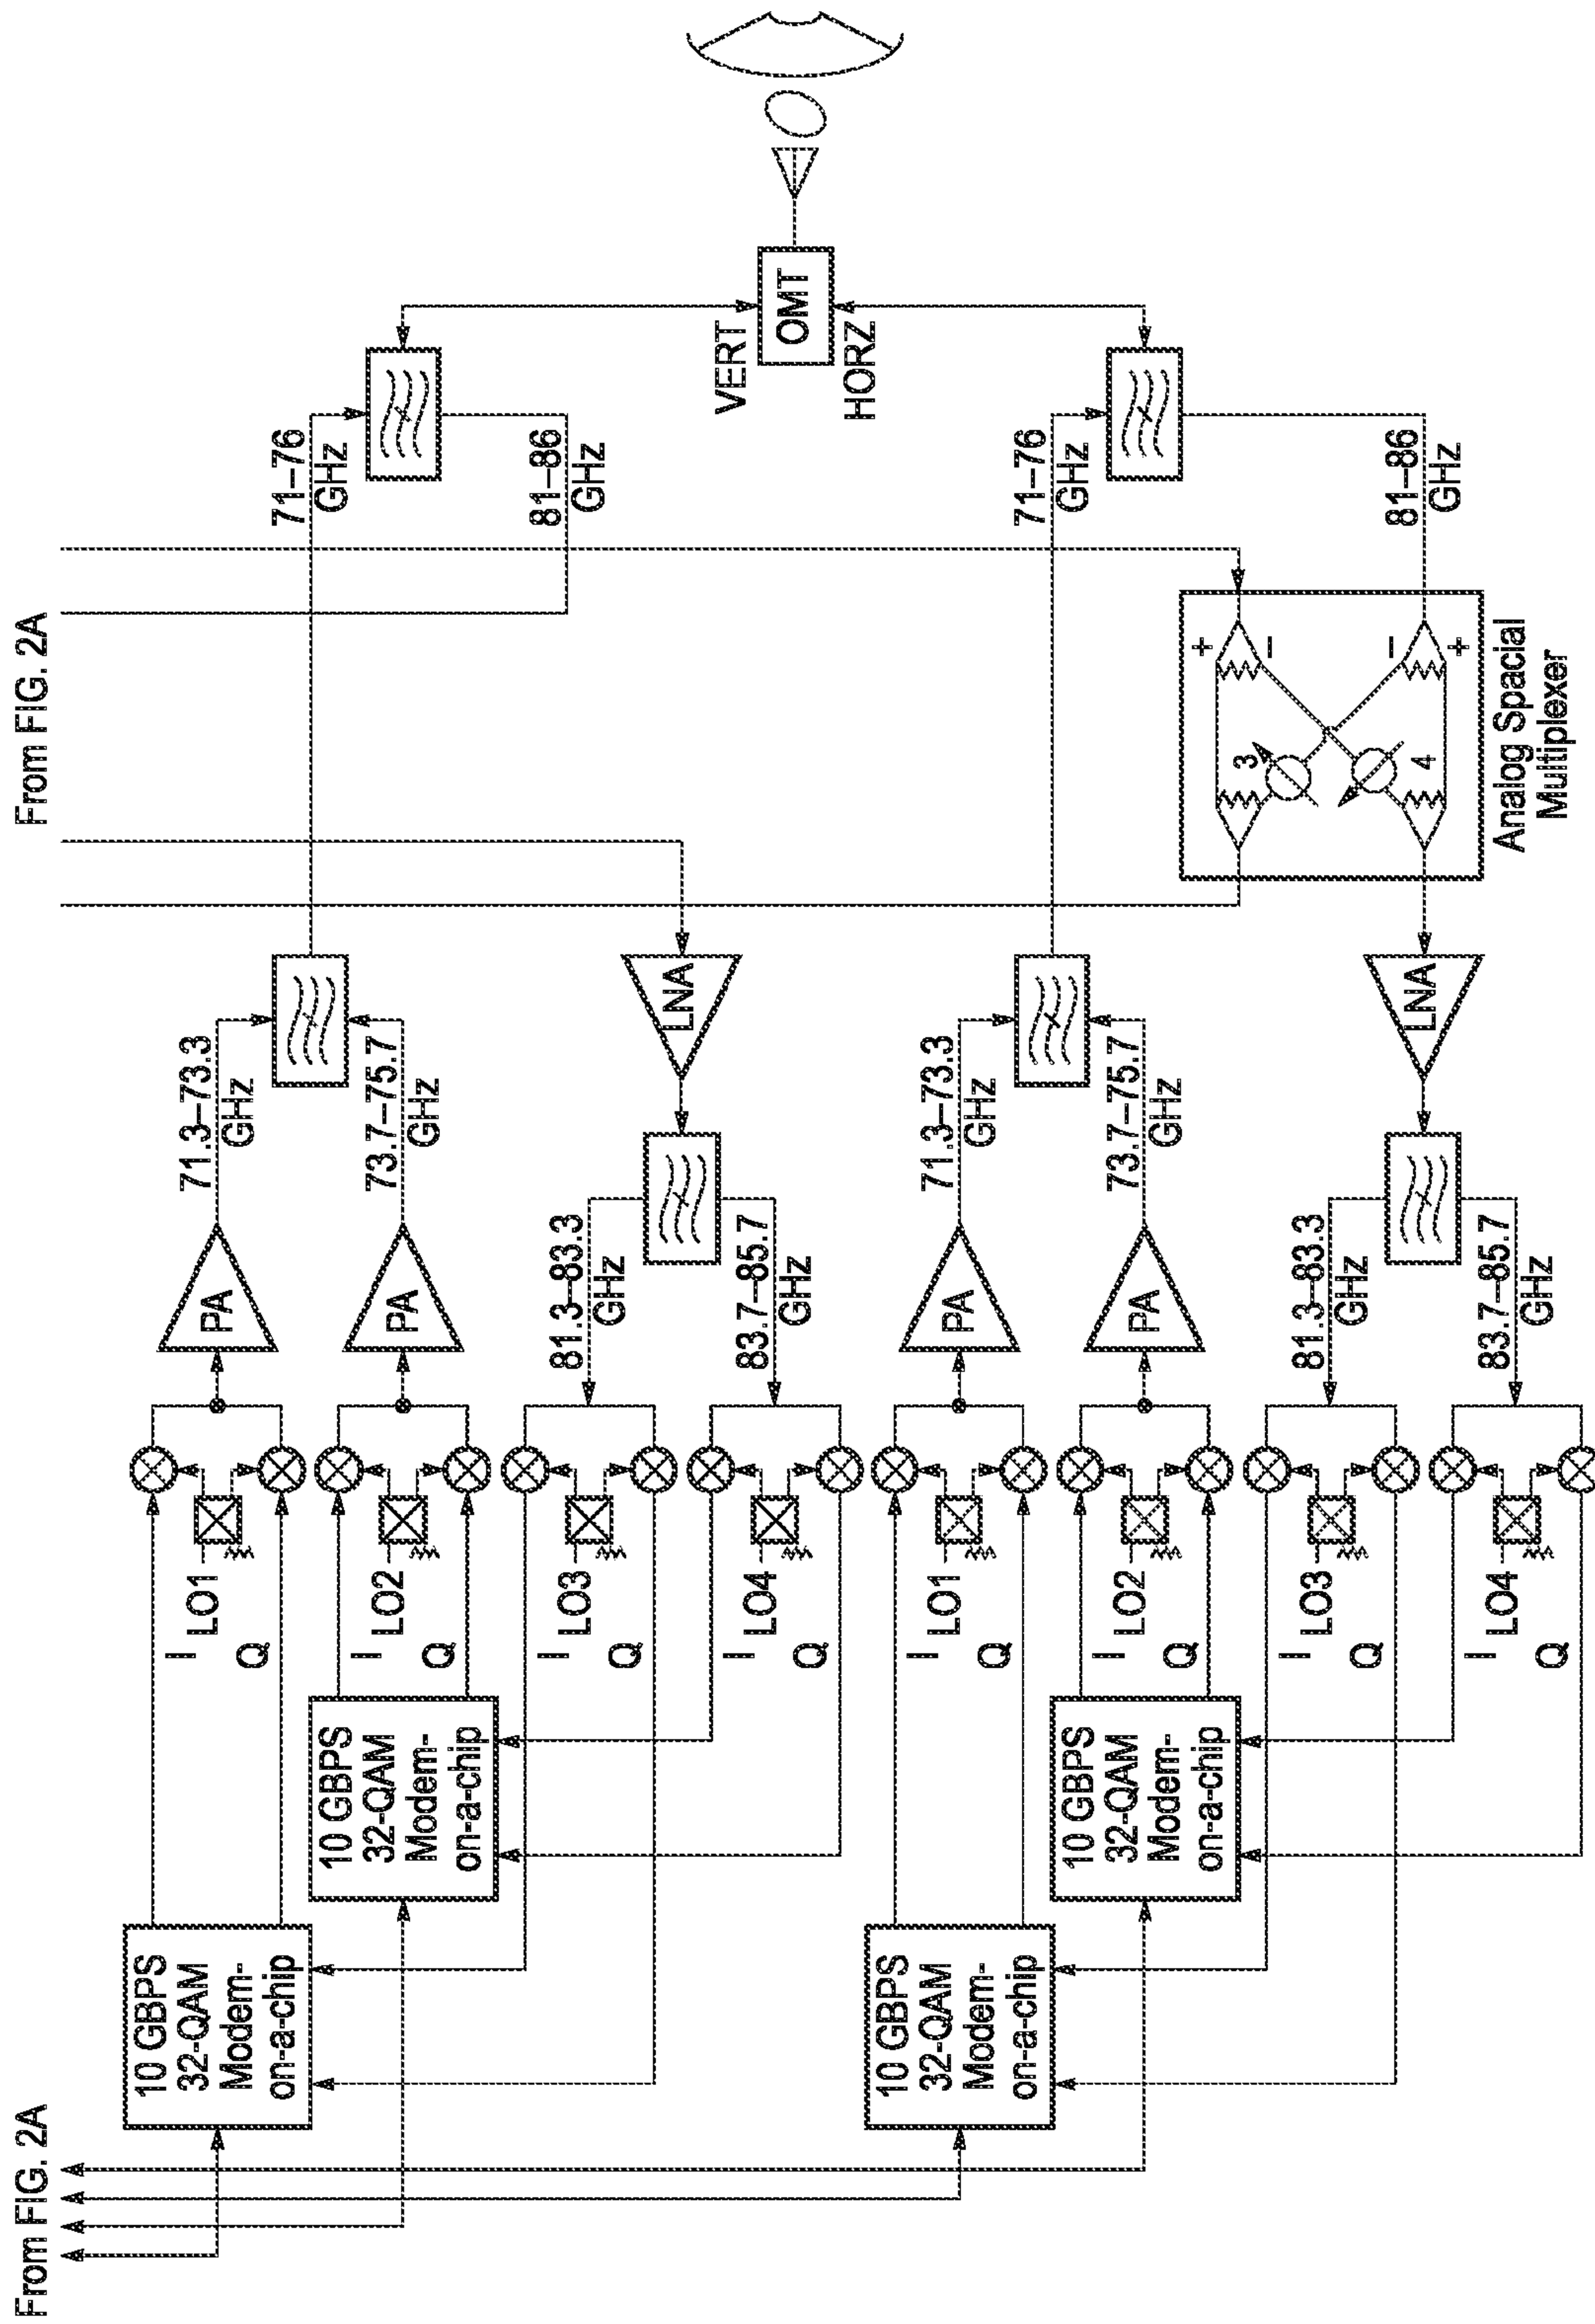 From FIG. 2A
From FIG. 2A
10 GBPS
32-QAM
Modem-
on-a-chip
I
LO1
Q
PA
71.3–73.3
GHz
71–76
GHz
10 GBPS
32-QAM
Modem-
on-a-chip
I
LO2
Q
PA
73.7–75.7
GHz
81–86
GHz
I
LO3
Q
81.3–83.3
GHz
LNA
I
LO4
Q
83.7–85.7
GHz
VERT
OMT
HORZ
10 GBPS
32-QAM
Modem-
on-a-chip
I
LO1
Q
PA
71.3–73.3
GHz
71–76
GHz
10 GBPS
32-QAM
Modem-
on-a-chip
I
LO2
Q
PA
73.7–75.7
GHz
+
−
3
4
−
+
Analog Spacial
Multiplexer
I
LO3
Q
81.3–83.3
GHz
LNA
81–86
GHz
I
LO4
Q
83.7–85.7
GHz